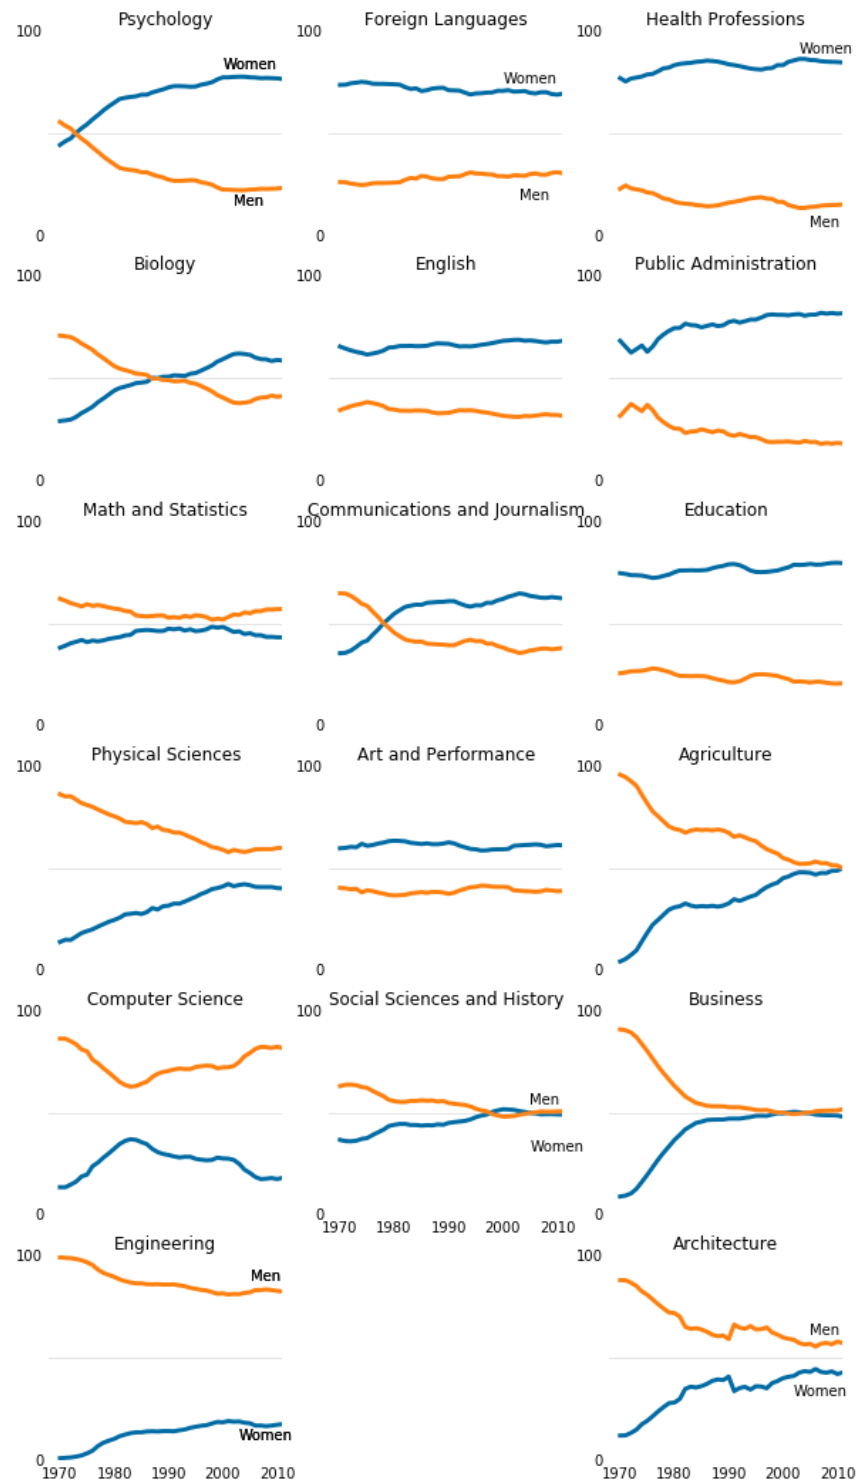 Psychology
Foreign Languages
Health Professions
100
100
100
Women
Women
Women
Men
Men
Men
0
0
0
Biology
English
Public Administration
100
100
100
0
0
0
Math and Statistics
Communications and Journalism
Education
100
100
100
0
0
0
Physical Sciences
Art and Performance
Agriculture
100
100
100
0
0
0
Computer Science
Social Sciences and History
Business
100
100
100
Men
Women
0
0
0
1970 1980 1990 2000 2010
Engineering
Architecture
100
100
Men
Men
Women
Women
0
0
1970 1980 1990 2000 2010
1970 1980 1990 2000 2010